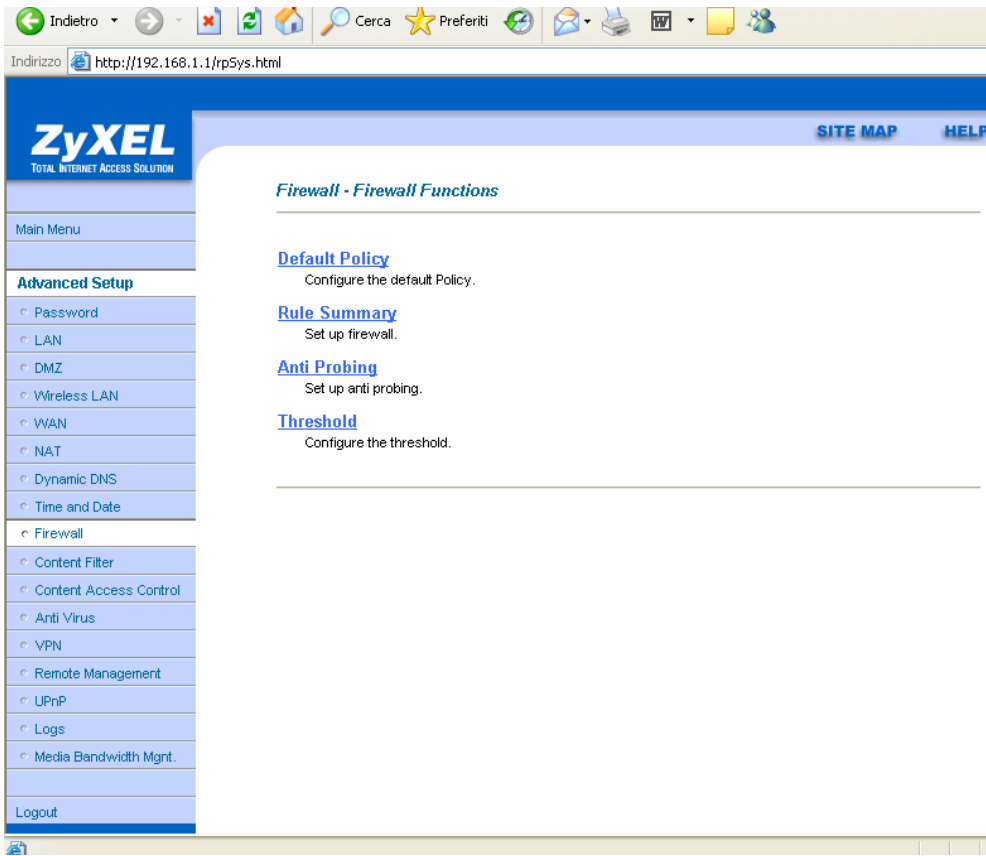 Indietro
Cerca
Preferiti
Indirizzo http://192.168.1.1/rpSys.html
ZyXEL
TOTAL INTERNET ACCESS SOLUTION
SITE MAP
HELP
Firewall - Firewall Functions
Main Menu
Advanced Setup
Password
LAN
DMZ
Wireless LAN
WAN
NAT
Dynamic DNS
Time and Date
Firewall
Content Filter
Content Access Control
Anti Virus
VPN
Remote Management
UPnP
Logs
Media Bandwidth Mgnt.
Logout
Default Policy
Configure the default Policy.
Rule Summary
Set up firewall.
Anti Probing
Set up anti probing.
Threshold
Configure the threshold.